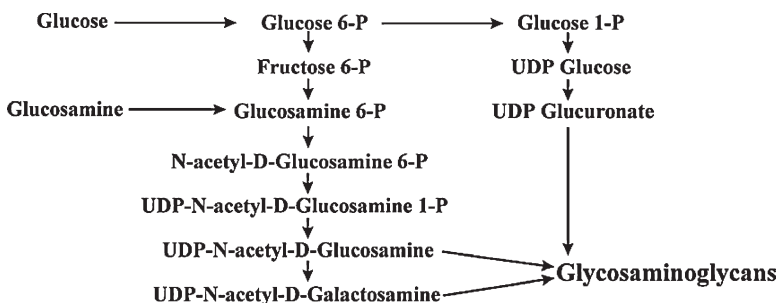 Glucose Glucose 6-P Glucose 1-P
Fructose 6-P UDP Glucose
Glucosamine Glucosamine 6-P UDP Glucuronate
N-acetyl-D-Glucosamine 6-P
UDP-N-acetyl-D-Glucosamine 1-P
UDP-N-acetyl-D-Glucosamine
Glycosaminoglycans
UDP-N-acetyl-D-Galactosamine